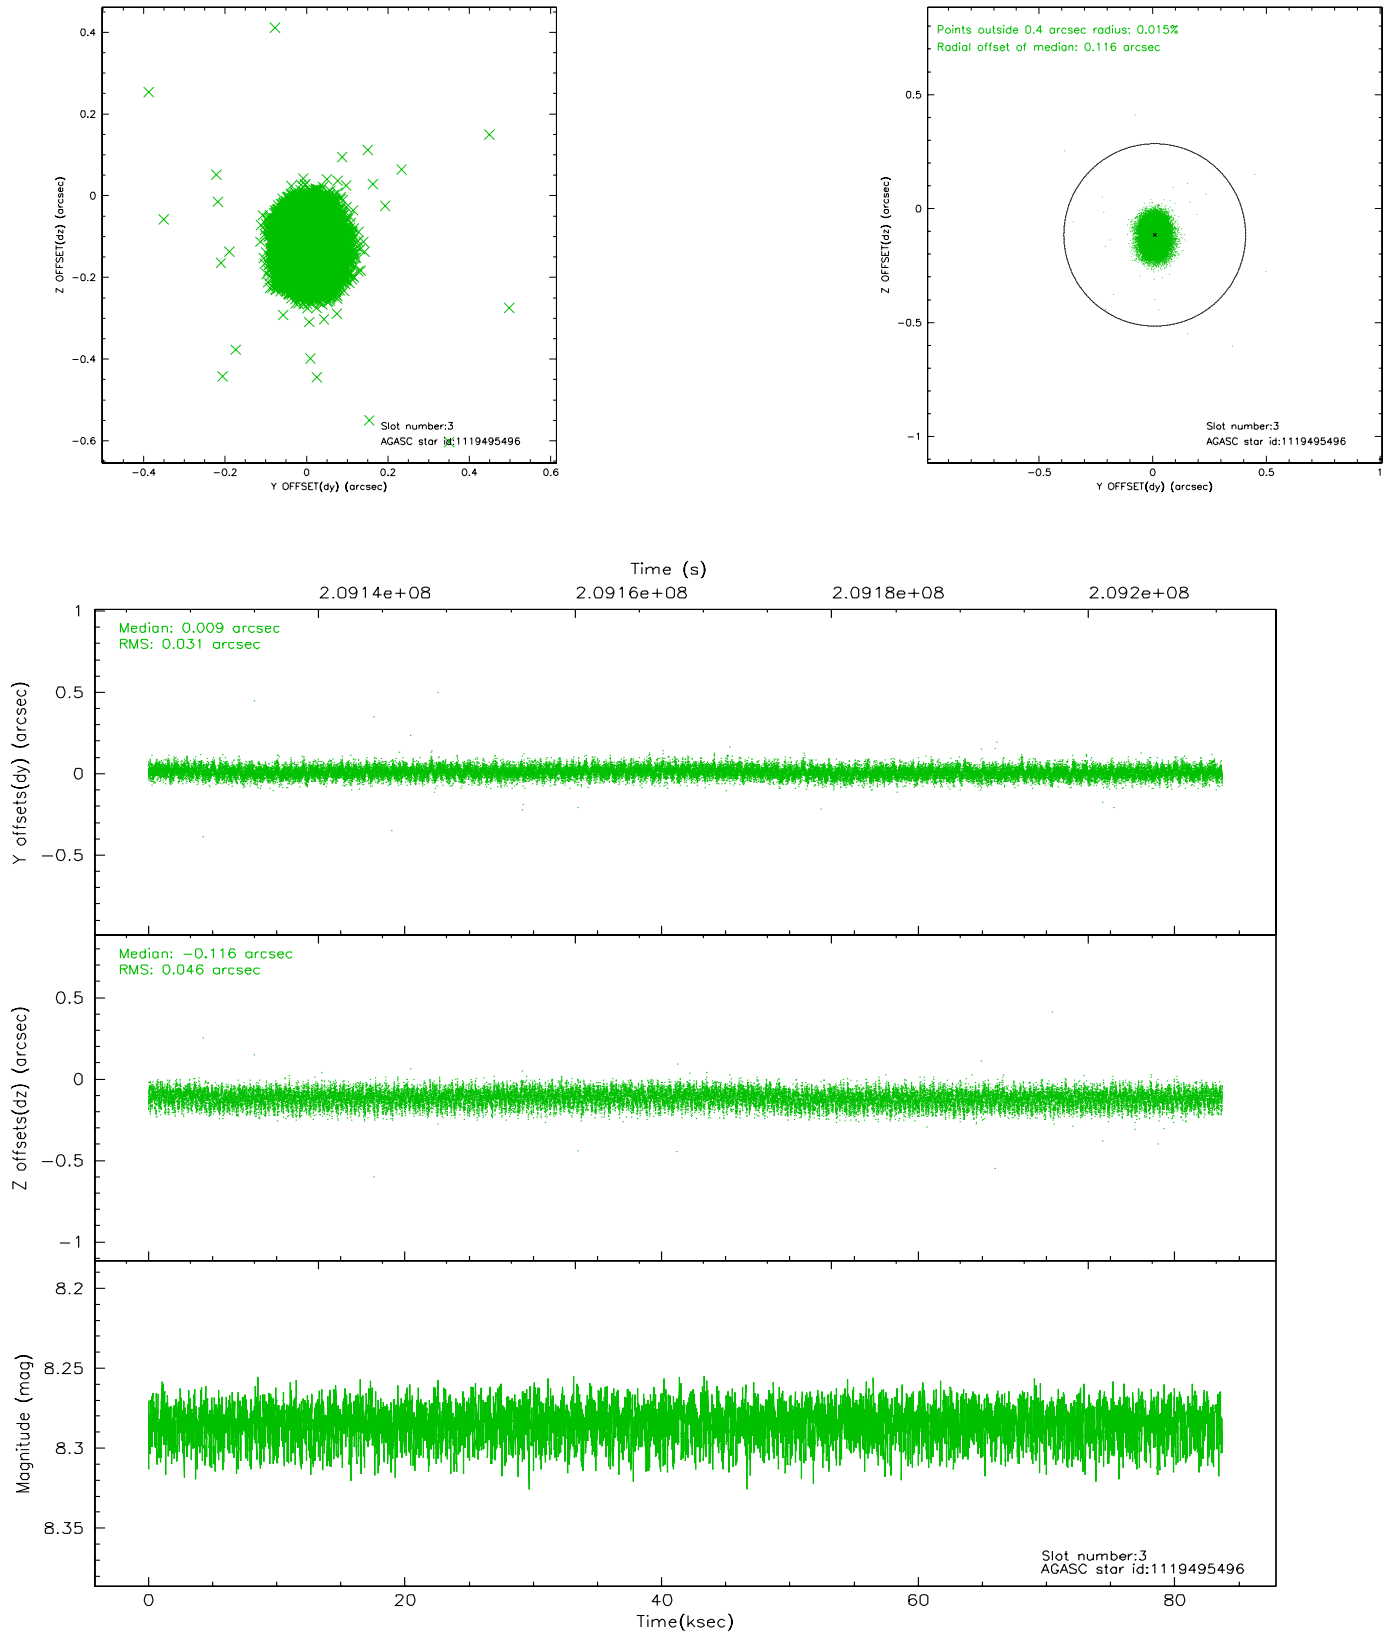 0.4
0.2
0
−0.2
−0.4
−0.6
Z OFFSET(dz) (arcsec)
−0.4 −0.2 0 0.2 0.4 0.6
Y OFFSET(dy) (arcsec)
Slot number:3
AGASC star id:1119495496
Points outside 0.4 arcsec radius: 0.015%
Radial offset of median: 0.116 arcsec
0.5
0
−0.5
−1
Z OFFSET(dz) (arcsec)
−0.5 0 0.5 1
Y OFFSET(dy) (arcsec)
Slot number:3
AGASC star id:1119495496
Time (s)
2.0914e+08 2.0916e+08 2.0918e+08 2.092e+08
Median: 0.009 arcsec
RMS: 0.031 arcsec
1
0.5
0
−0.5
Y offsets(dy) (arcsec)
Median: −0.116 arcsec
RMS: 0.046 arcsec
0.5
0
−0.5
−1
Z offsets(dz) (arcsec)
8.2
8.25
8.3
8.35
Magnitude (mag)
Slot number:3
AGASC star id:1119495496
0 20 40 60 80
Time(ksec)